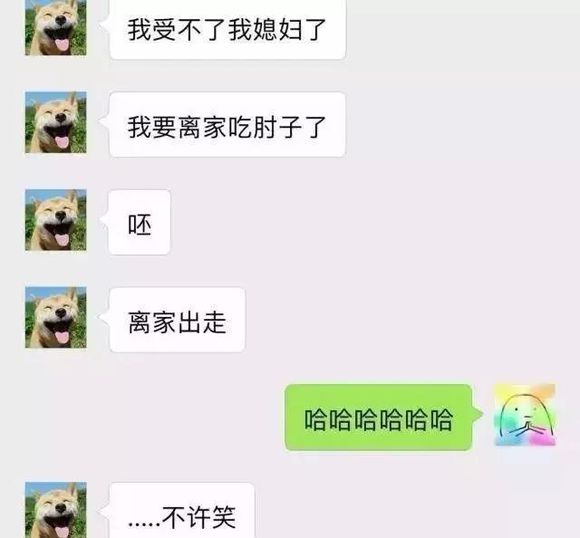 我受不了我媳妇了
我要离家吃肘子了
呸
离家出走
哈哈哈哈哈哈
.....不许笑